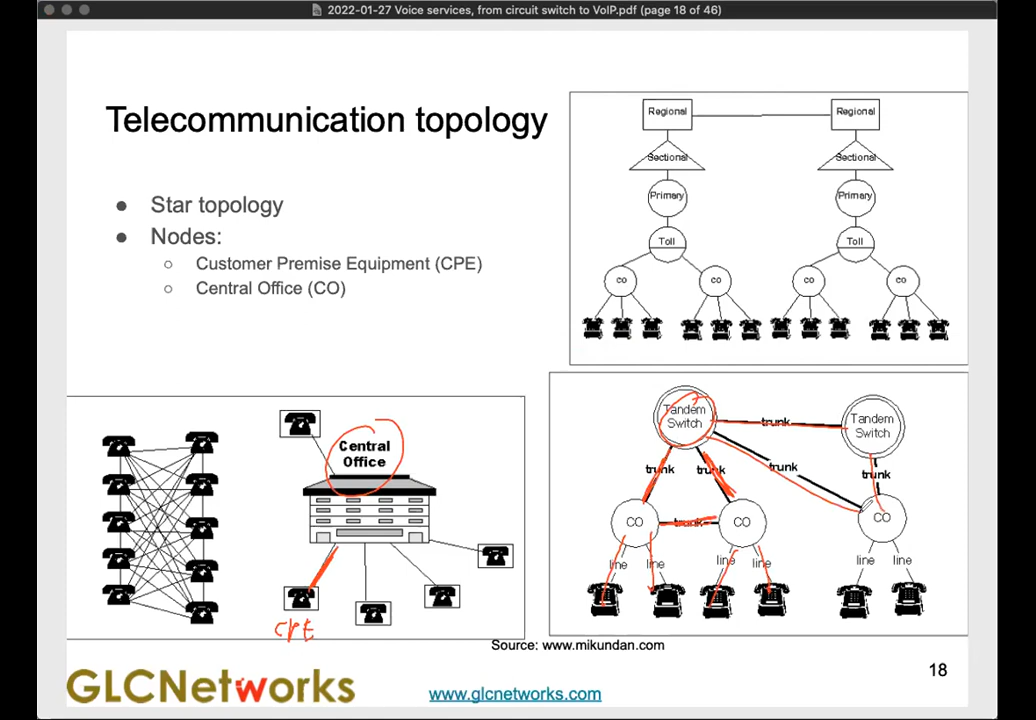 2022-01-27 Voice services, from circuit switch to VoIP.pdf (page 18 of 46)
Telecommunication topology
● Star topology
● Nodes:
○ Customer Premise Equipment (CPE)
○ Central Office (CO)
Regional Regional
Sectional Sectional
Primary Primary
Toll Toll
CO CO CO CO
Central
Office
CPE
Tandem
Switch
trunk
Tandem
Switch
trunk trunk trunk trunk
CO trunk CO CO
line line line line line line
Source: www.mikundan.com
18
GLCNetworks
www.glcnetworks.com